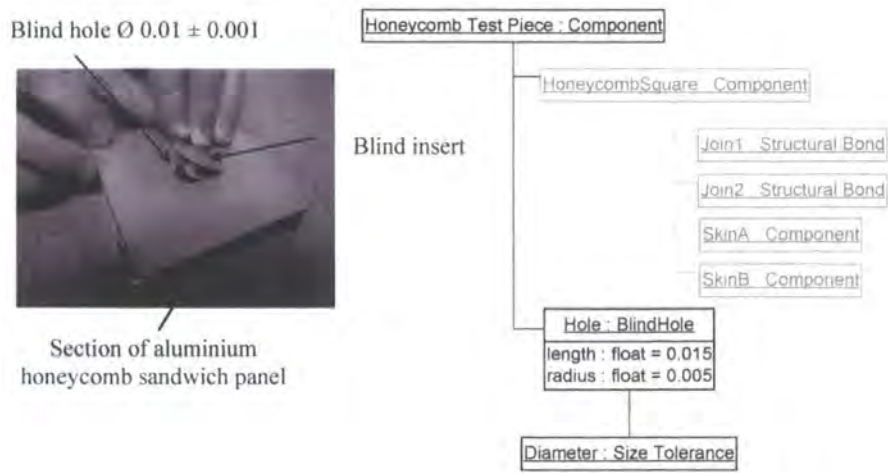 Blind hole Ø 0.01 ± 0.001
Blind insert
Section of aluminium
honeycomb sandwich panel
Honeycomb Test Piece : Component
HoneycombSquare Component
Join1 Structural Bond
Join2 Structural Bond
SkinA Component
SkinB Component
Hole : BlindHole
length : float = 0.015
radius : float = 0.005
Diameter : Size Tolerance